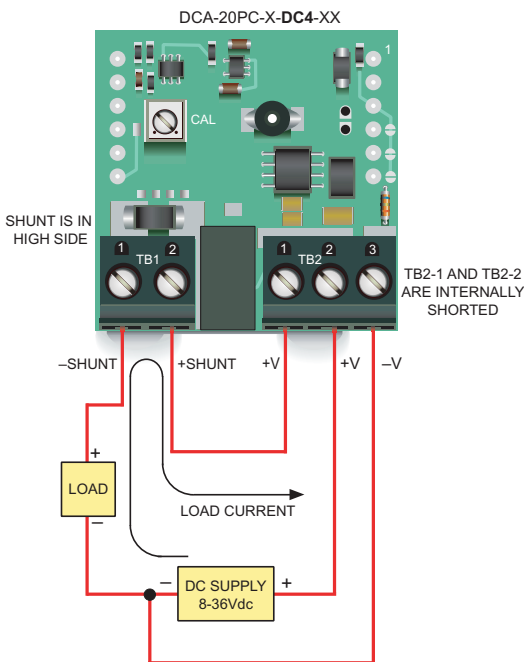 DCA-20PC-X-DC4-XX
1
CAL
SHUNT IS IN
HIGH SIDE
1 2
TB1
1 2 3
TB2
TB2-1 AND TB2-2
ARE INTERNALLY
SHORTED
–SHUNT +SHUNT +V +V –V
+
LOAD
–
LOAD CURRENT
– DC SUPPLY +
8-36Vdc